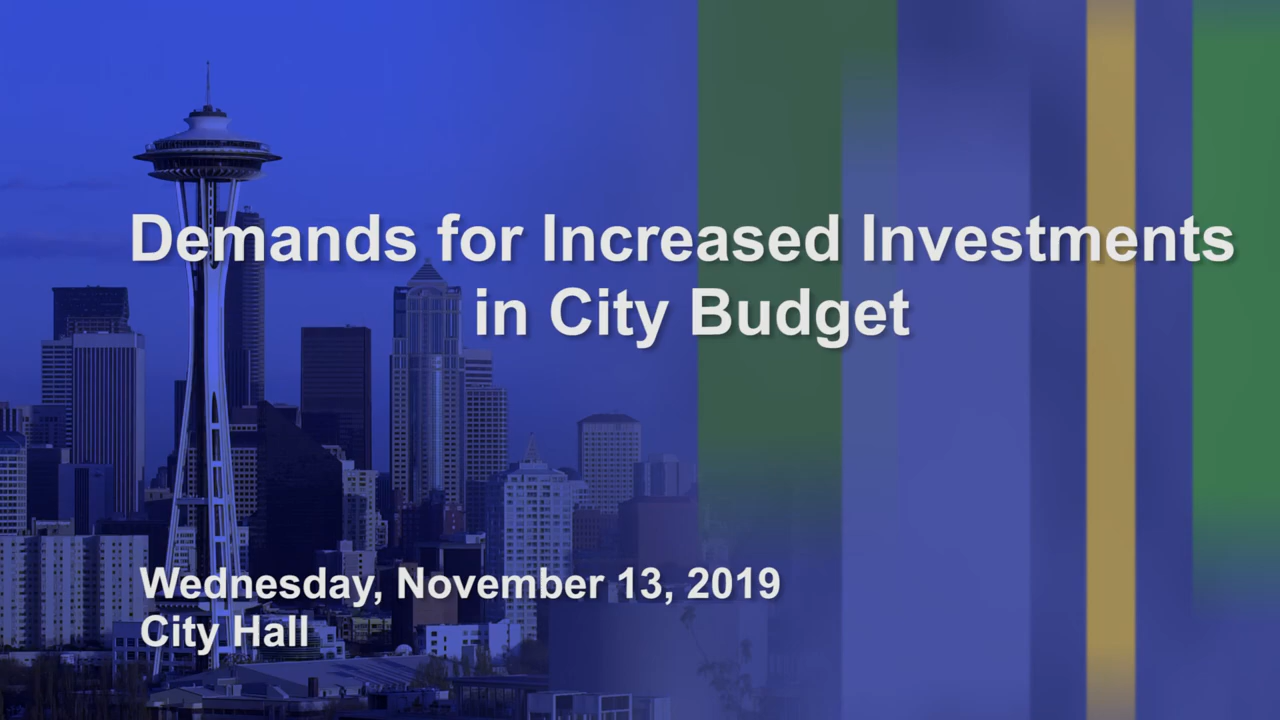 Demands for Increased Investments
in City Budget
Wednesday, November 13, 2019
City Hall